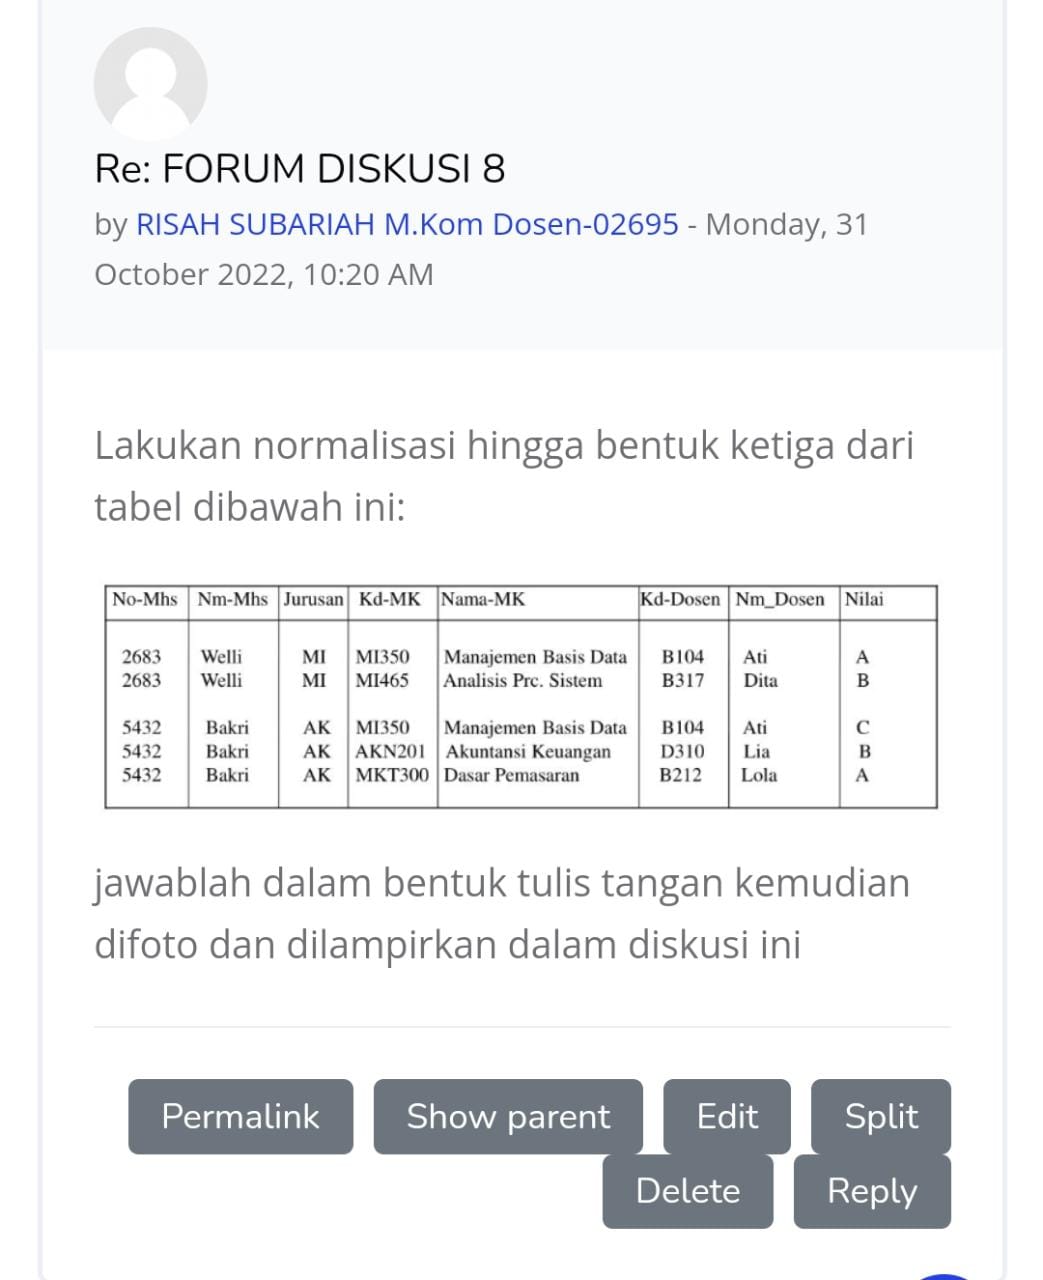 Re: FORUM DISKUSI 8
by RISAH SUBARIAH M.Kom Dosen-02695 - Monday, 31
October 2022, 10:20 AM
Lakukan normalisasi hingga bentuk ketiga dari
tabel dibawah ini:
No-Mhs Nm-Mhs Jurusan Kd-MK Nama-MK Kd-Dosen Nm_Dosen Nilai
2683 Welli MI MI350 Manajemen Basis Data B104 Ati A
2683 Welli MI MI465 Analisis Prc. Sistem B317 Dita B
5432 Bakri AK MI350 Manajemen Basis Data B104 Ati C
5432 Bakri AK AKN201 Akuntansi Keuangan D310 Lia B
5432 Bakri AK MKT300 Dasar Pemasaran B212 Lola A
jawablah dalam bentuk tulis tangan kemudian
difoto dan dilampirkan dalam diskusi ini
Permalink Show parent Edit Split
Delete Reply